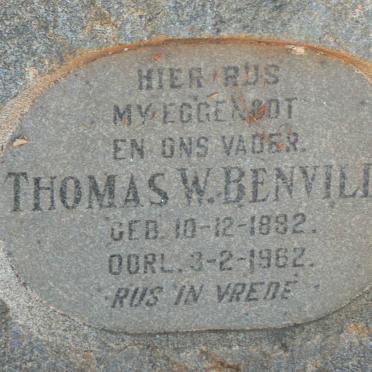 HIER RUS
MY EGGENOOT
EN ONS VADER.
THOMAS W. BENVILL
GEB. 10-12-1892.
OORL. 3-2-1962.
RUS IN VREDE